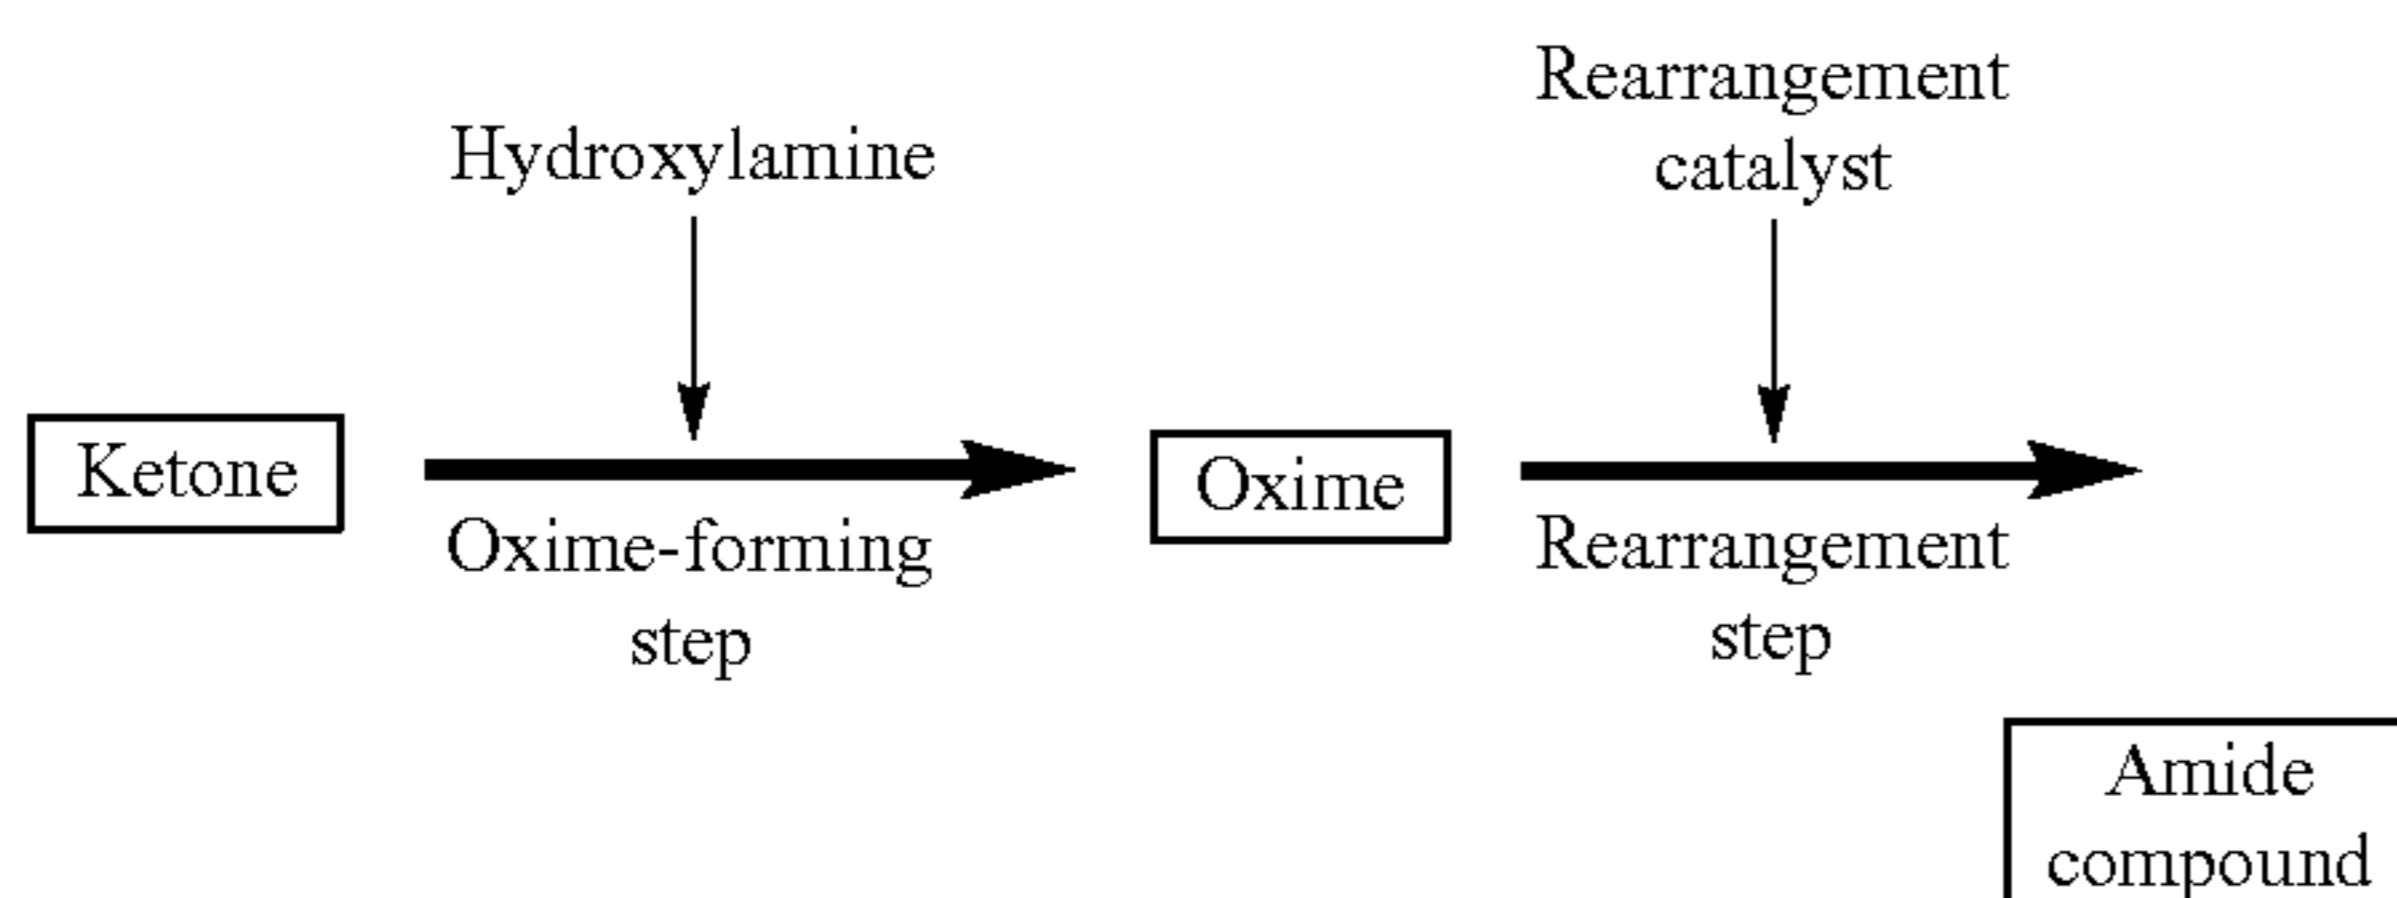 Rearrangement
catalyst
Hydroxylamine
Ketone
Oxime-forming
step
Oxime
Rearrangement
step
Amide
compound